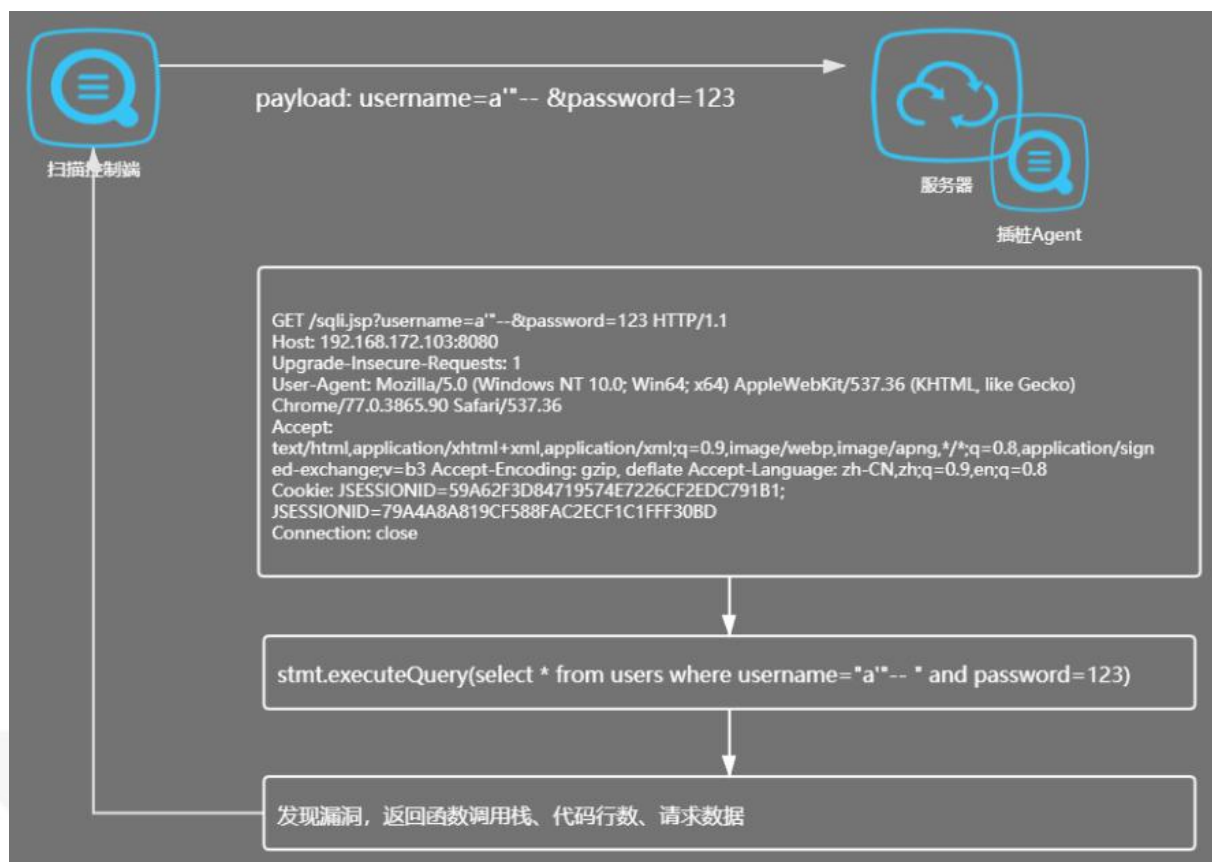 payload: username=a'"-- &password=123
扫描控制端
服务器
插桩Agent
GET /sqli.jsp?username=a'"--&password=123 HTTP/1.1
Host: 192.168.172.103:8080
Upgrade-Insecure-Requests: 1
User-Agent: Mozilla/5.0 (Windows NT 10.0; Win64; x64) AppleWebKit/537.36 (KHTML, like Gecko)
Chrome/77.0.3865.90 Safari/537.36
Accept:
text/html,application/xhtml+xml,application/xml;q=0.9,image/webp,image/apng,*/*;q=0.8,application/sign
ed-exchange;v=b3 Accept-Encoding: gzip, deflate Accept-Language: zh-CN,zh;q=0.9,en;q=0.8
Cookie: JSESSIONID=59A62F3D84719574E7226CF2EDC791B1;
JSESSIONID=79A4A8A819CF588FAC2ECF1C1FFF30BD
Connection: close
stmt.executeQuery(select * from users where username="a'"-- " and password=123)
发现漏洞，返回函数调用栈、代码行数、请求数据